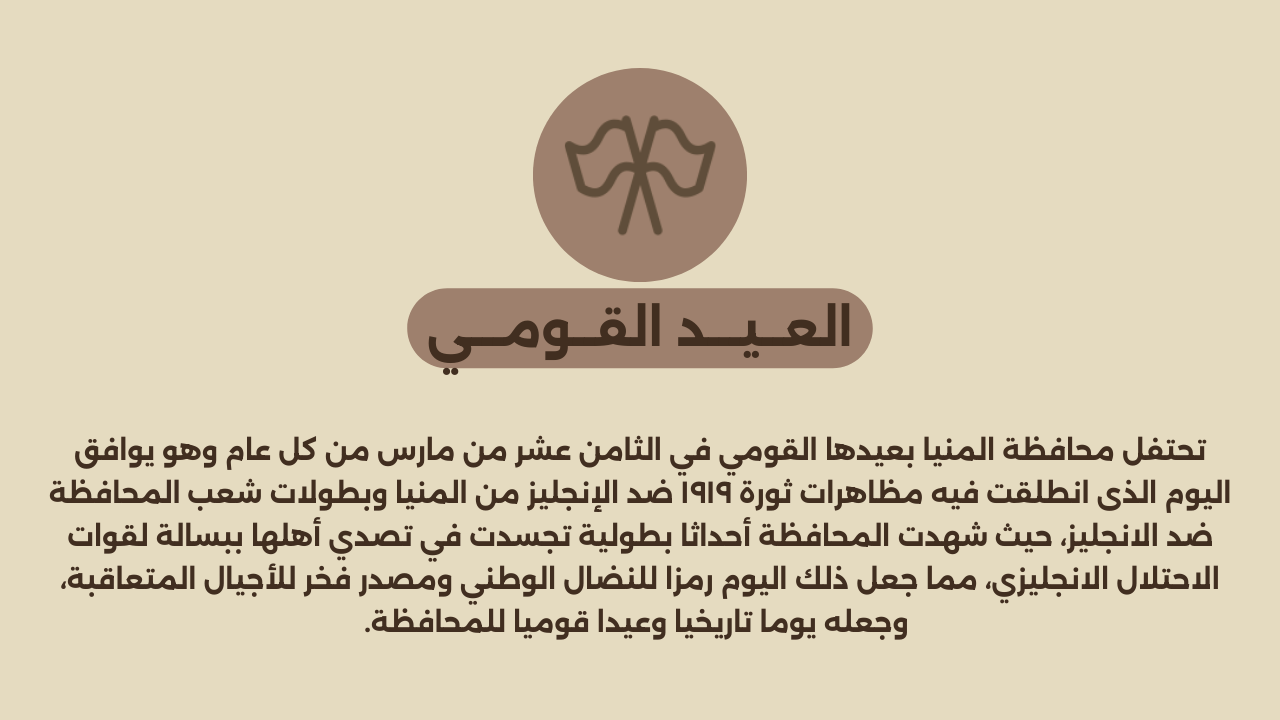 العيد القومي
تحتفل محافظة المنيا بعيدها القومي في الثامن عشر من مارس من كل عام وهو يوافق
اليوم الذى انطلقت فيه مظاهرات ثورة ١٩١٩ ضد الإنجليز من المنيا وبطولات شعب المحافظة
ضد الانجليز، حيث شهدت المحافظة أحداثا بطولية تجسدت في تصدي أهلها ببسالة لقوات
الاحتلال الانجليزي، مما جعل ذلك اليوم رمزا للنضال الوطني ومصدر فخر للأجيال المتعاقبة،
وجعله يوما تاريخيا وعيدا قوميا للمحافظة.